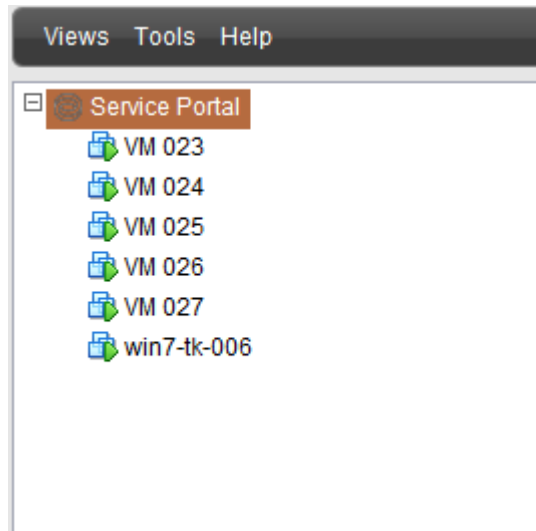 Views Tools Help
Service Portal
VM 023
VM 024
VM 025
VM 026
VM 027
win7-tk-006